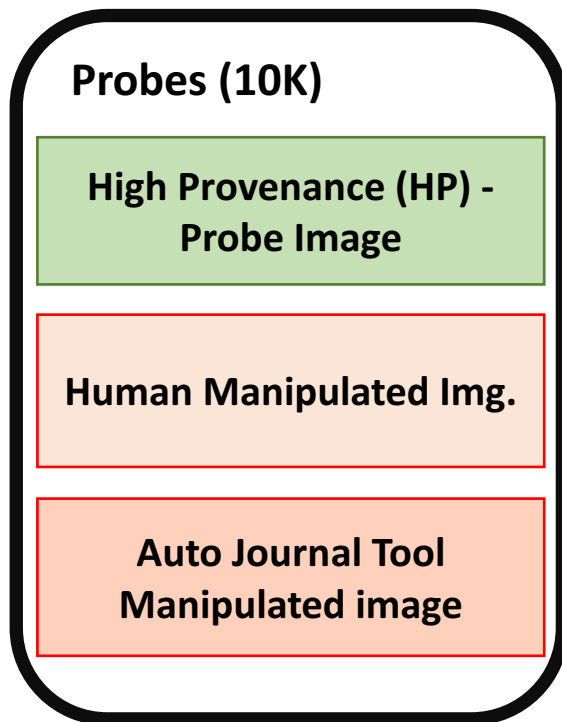 Probes (10K)
High Provenance (HP) -
Probe Image
Human Manipulated Img.
Auto Journal Tool
Manipulated image